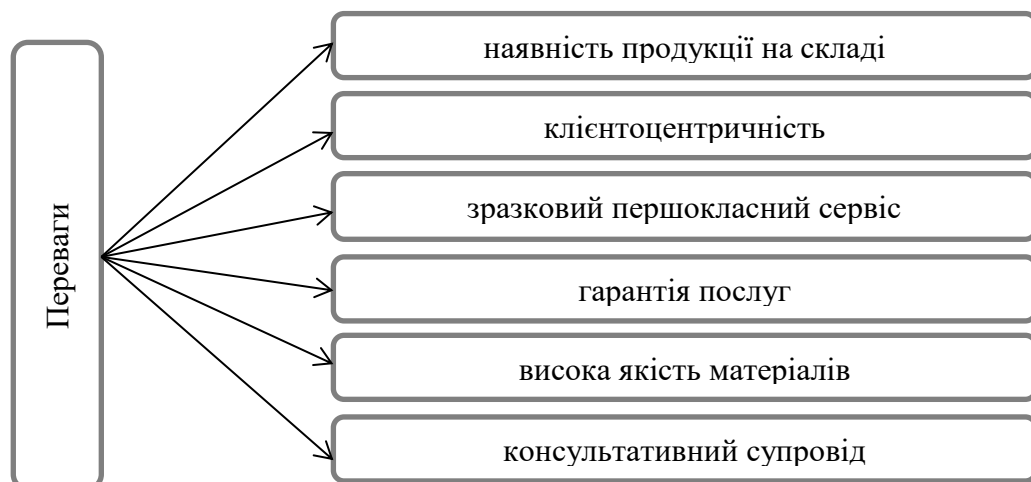 Переваги
наявність продукції на складі
клієнтоцентричність
зразковий першокласний сервіс
гарантія послуг
висока якість матеріалів
консультативний супровід